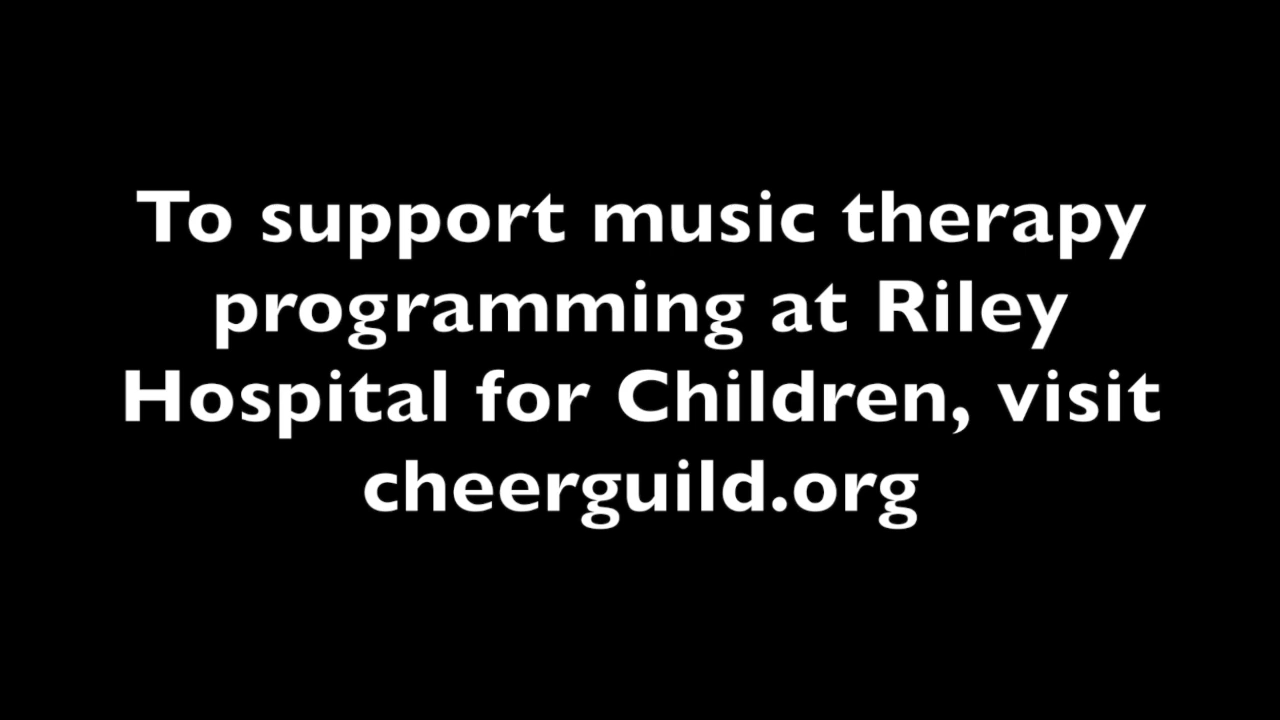 To support music therapy
programming at Riley
Hospital for Children, visit
cheerguild.org